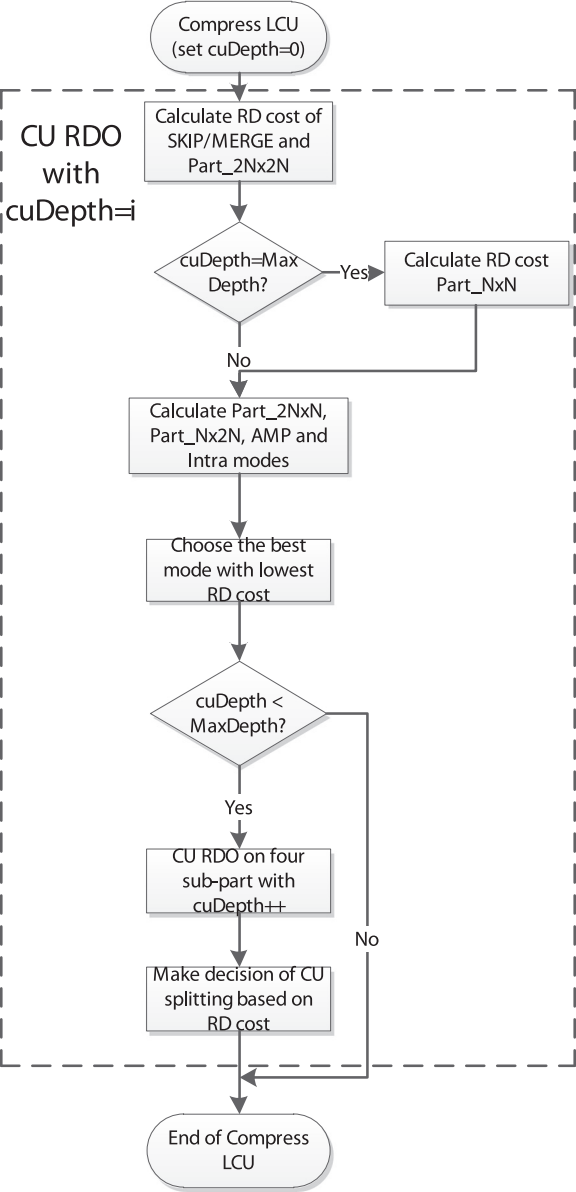 Compress LCU
(set cuDepth=0)
CU RDO
with
cuDepth=i
Calculate RD cost of
SKIP/MERGE and
Part_2Nx2N
cuDepth=Max
Depth?
Yes
Calculate RD cost
Part_NxN
No
Calculate Part_2NxN,
Part_Nx2N, AMP and
Intra modes
Choose the best
mode with lowest
RD cost
cuDepth <
MaxDepth?
Yes
CU RDO on four
sub-part with
cuDepth++
No
Make decision of CU
splitting based on
RD cost
End of Compress
LCU